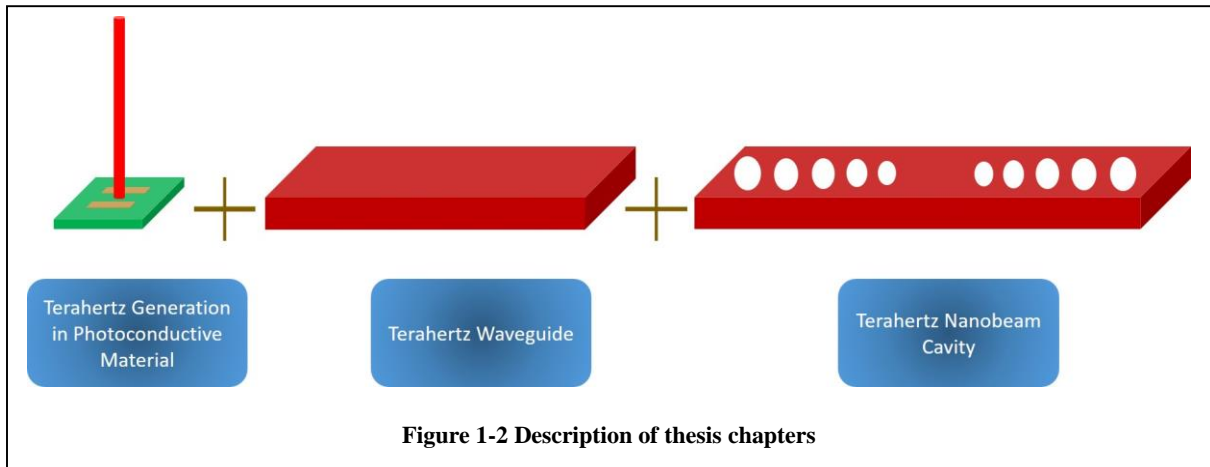 Terahertz Generation
in Photoconductive
Material
Terahertz Waveguide
Terahertz Nanobeam
Cavity
Figure 1-2 Description of thesis chapters